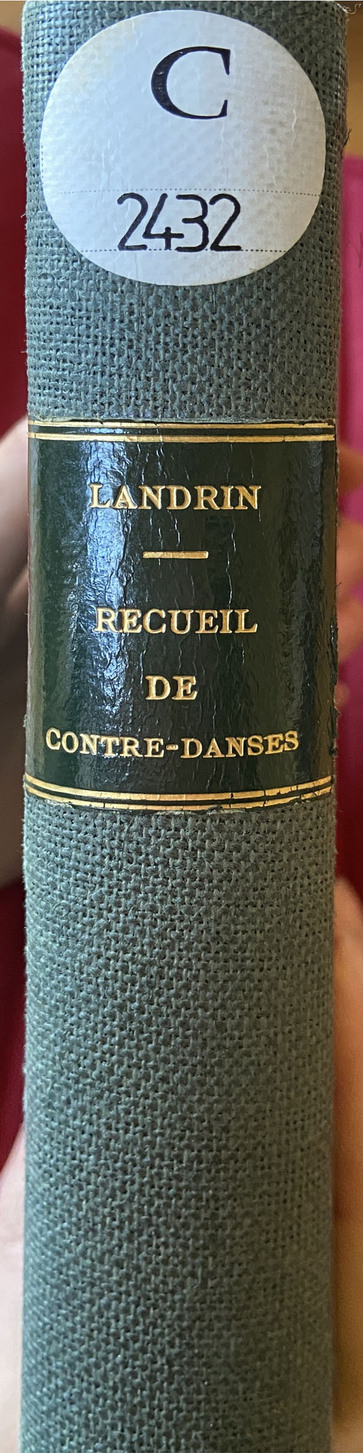 C
2432
LANDRIN
RECUEIL
DE
CONTRE-DANSES